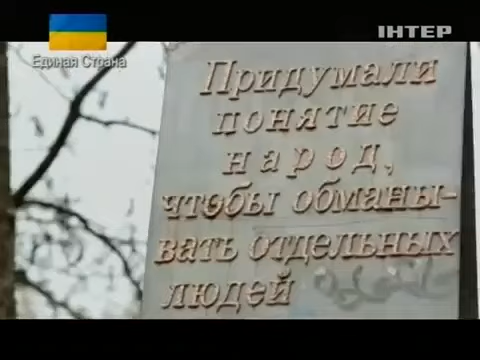 Единая Страна
ІНТЕР
Придумали
понятие
народ,
чтобы обманы-
вать отдельных
людей